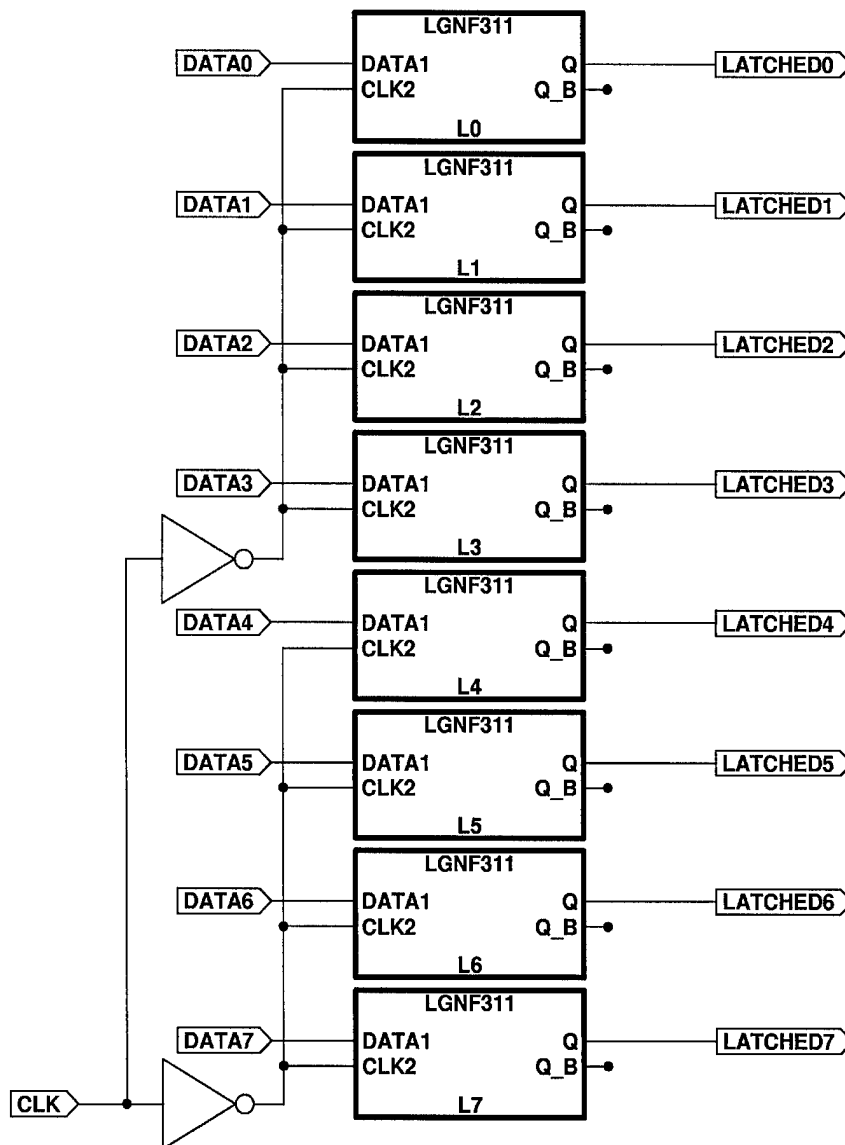 LGNF311
DATA0 DATA1 Q LATCHED0
CLK2 Q_B
L0
LGNF311
DATA1 DATA1 Q LATCHED1
CLK2 Q_B
L1
LGNF311
DATA2 DATA1 Q LATCHED2
CLK2 Q_B
L2
LGNF311
DATA3 DATA1 Q LATCHED3
CLK2 Q_B
L3
LGNF311
DATA4 DATA1 Q LATCHED4
CLK2 Q_B
L4
LGNF311
DATA5 DATA1 Q LATCHED5
CLK2 Q_B
L5
LGNF311
DATA6 DATA1 Q LATCHED6
CLK2 Q_B
L6
LGNF311
DATA7 DATA1 Q LATCHED7
CLK2 Q_B
CLK L7